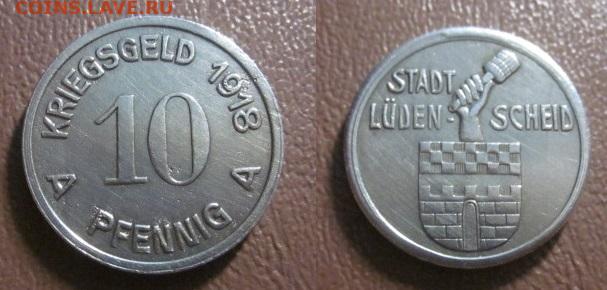 COINS.LAVE.RU
KRIEGSGELD 1918
10
A PFENNIG A
STADT
LÜDEN SCHEID